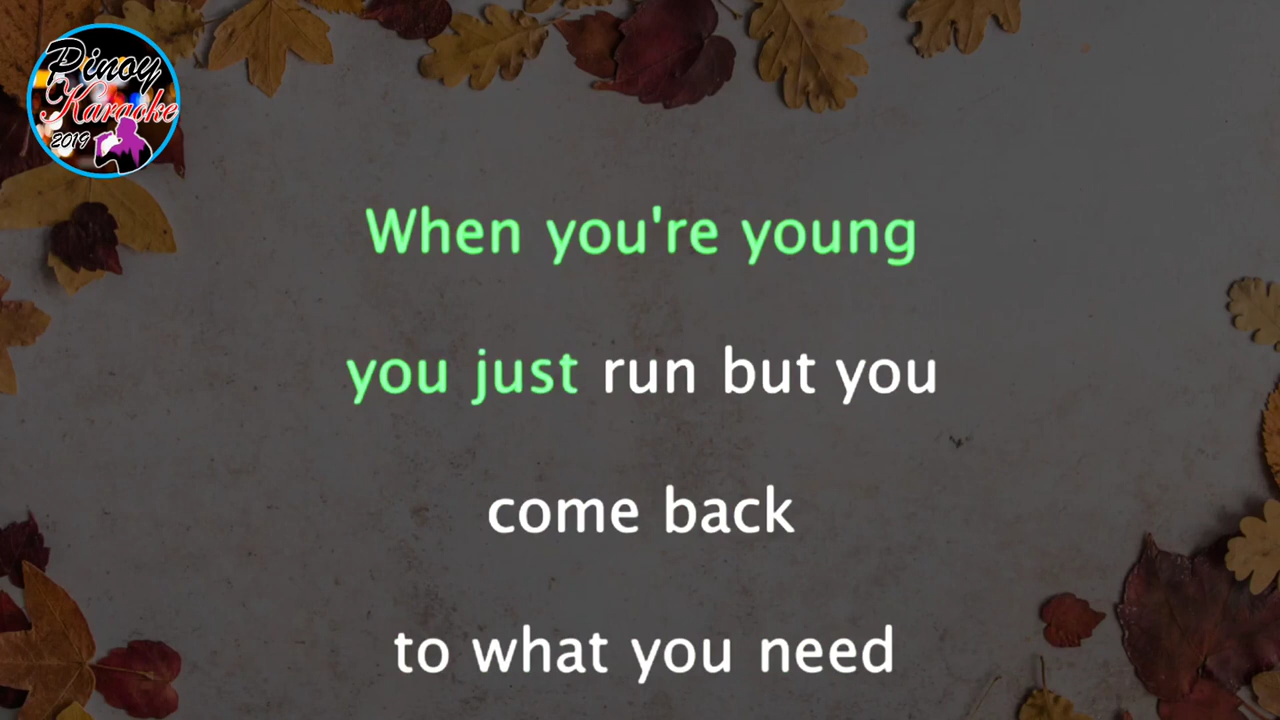 Pinoy
Karaoke
2019
When you're young
you just run but you
come back
to what you need